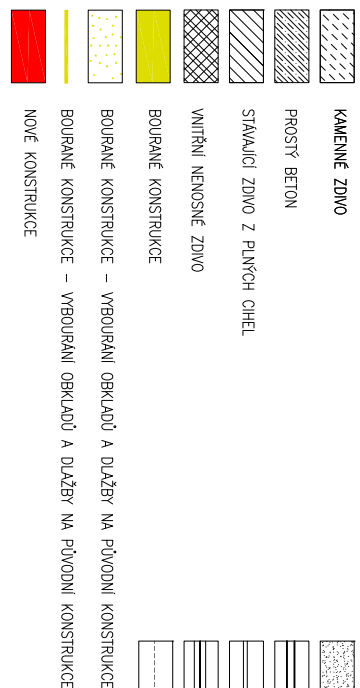 KAMENNÉ ZDIVO
PROSTÝ BETON
STÁVAJÍCÍ ZDIVO Z PLNÝCH CIHEL
VNITŘNÍ NENOSNÉ ZDIVO
BOURANÉ KONSTRUKCE
BOURANÉ KONSTRUKCE – VYBOURÁNÍ OBKLADŮ A DLAŽBY NA PŮVODNÍ KONSTRUKCE
BOURANÉ KONSTRUKCE – VYBOURÁNÍ OBKLADŮ A DLAŽBY NA PŮVODNÍ KONSTRUKCE
NOVÉ KONSTRUKCE